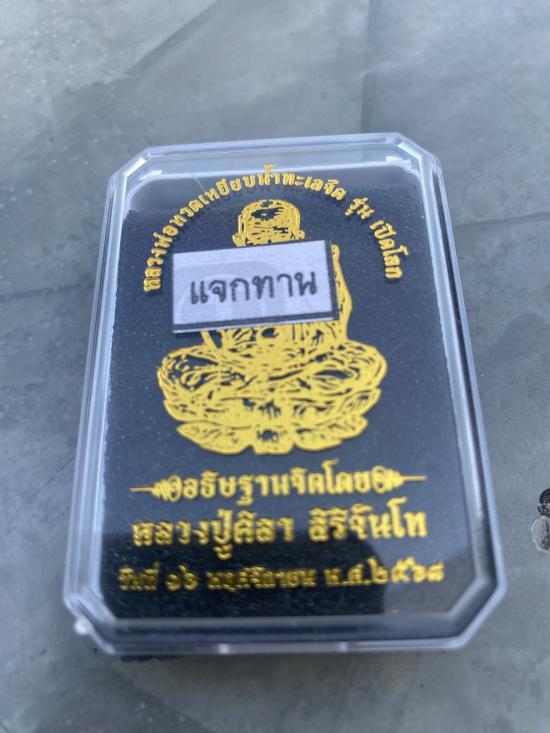 หลวงพ่อทวดเหยียบน้ำทะเลจืด รุ่น เปิดโลก
แจกทาน
อธิษฐานจิตโดย
หลวงปู่ศิลา สิริจันโท
วันที่ ๑๖ พฤศจิกายน พ.ศ.๒๕๖๘